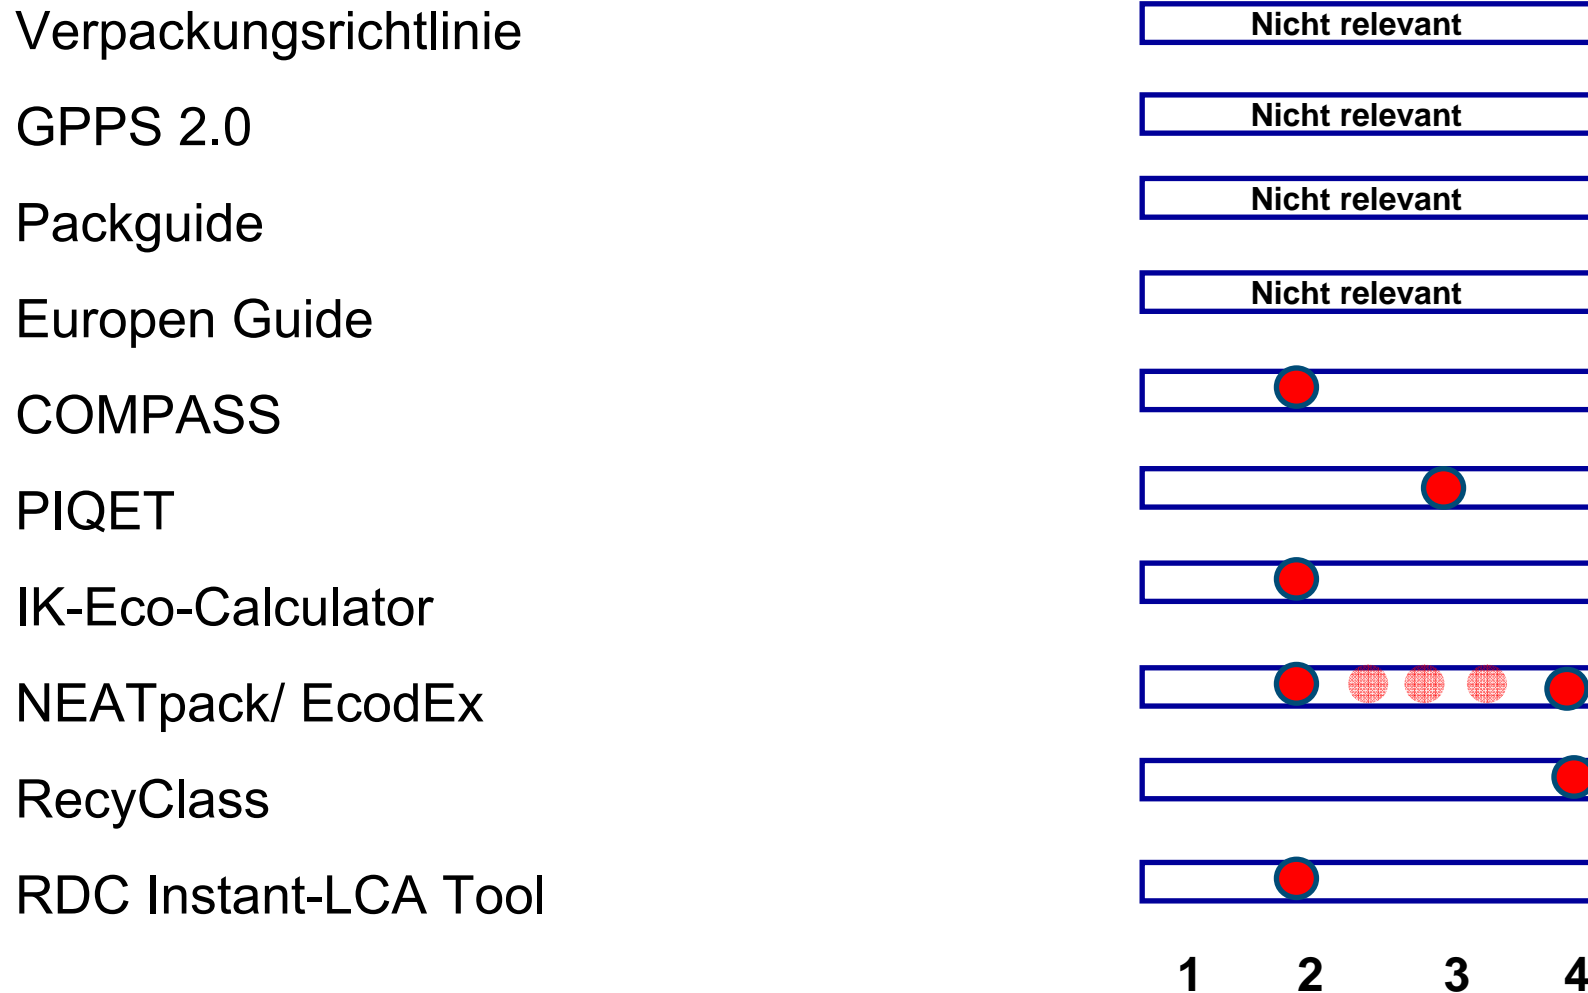 Verpackungsrichtlinie Nicht relevant
GPPS 2.0 Nicht relevant
Packguide Nicht relevant
Europen Guide Nicht relevant
COMPASS
PIQET
IK-Eco-Calculator
NEATpack/ EcodEx
RecyClass
RDC Instant-LCA Tool
1 2 3 4